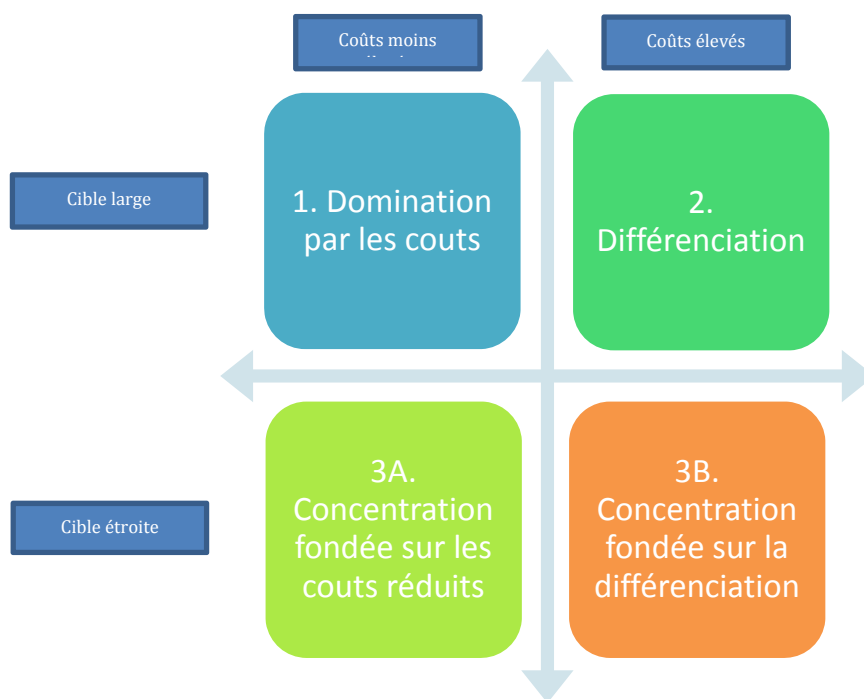 Coûts moins
Coûts élevés
Cible large
1. Domination
par les couts
2.
Différenciation
Cible étroite
3A.
Concentration
fondée sur les
couts réduits
3B.
Concentration
fondée sur la
différenciation